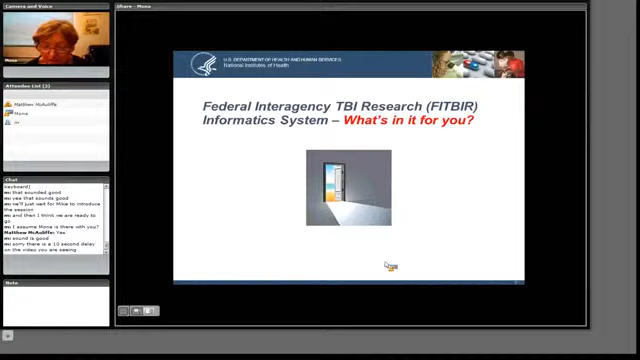 Camera and Voice
Share - Mona
Mona
Attendee List (3)
Matthew McAuliffe
Mona
m
Chat
keyboard]
m: that sounded good
m: yea that sounds good
m: we'll just wait for Mike to introduce
the session
m: and then I think we are ready to
go
m: I assume Mona is there with you?
Matthew McAuliffe: Yes
m: sound is good
m: sorry there is a 10 second delay
on the video you are seeing
Note
U.S. DEPARTMENT OF HEALTH AND HUMAN SERVICES
National Institutes of Health
Federal Interagency TBI Research (FITBIR)
Informatics System – What's in it for you?